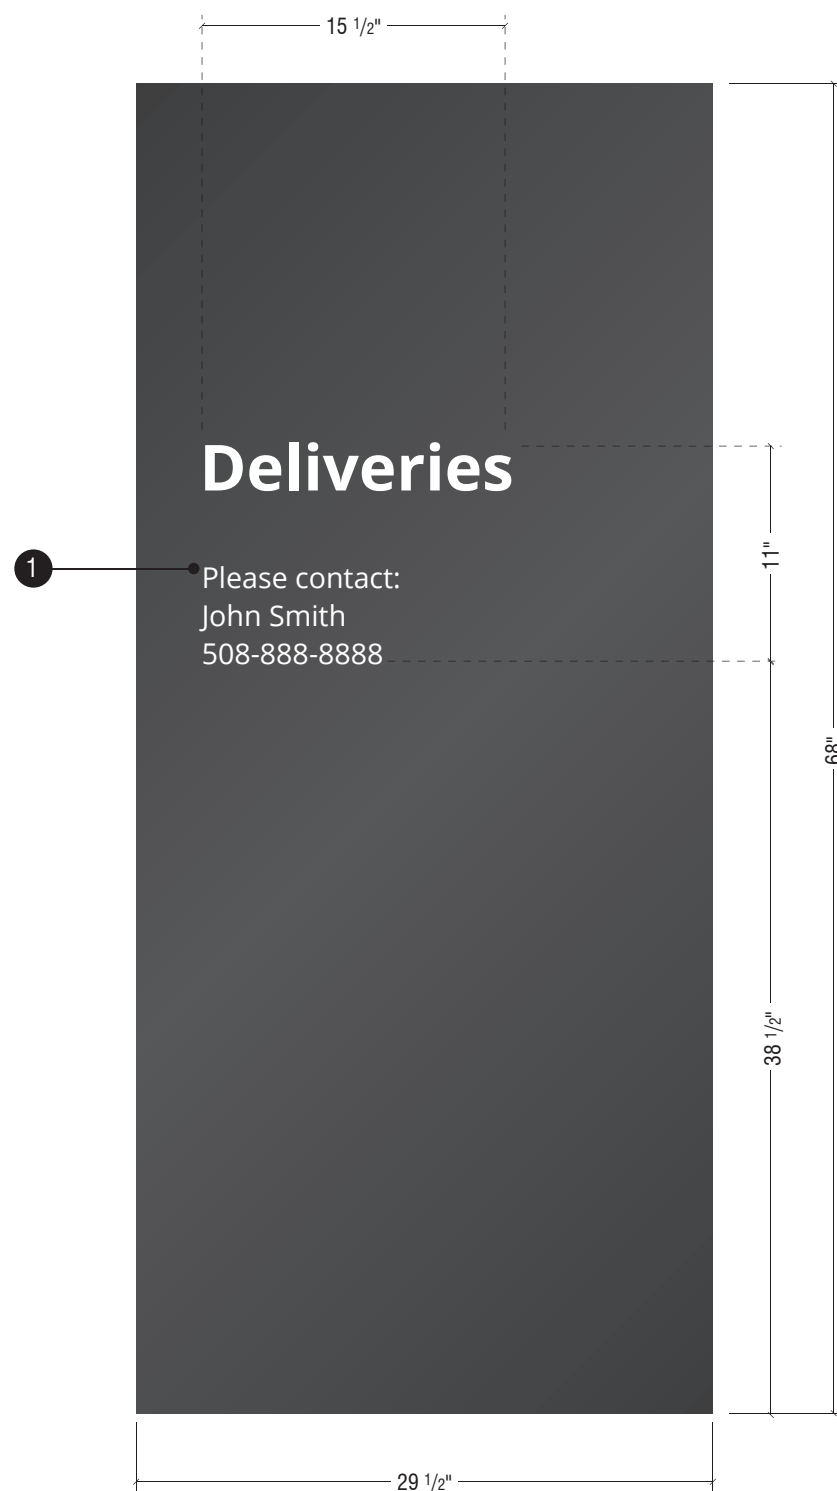 15 1/2"
Deliveries
11"
1
Please contact:
John Smith
508-888-8888
68"
38 1/2"
29 1/2"